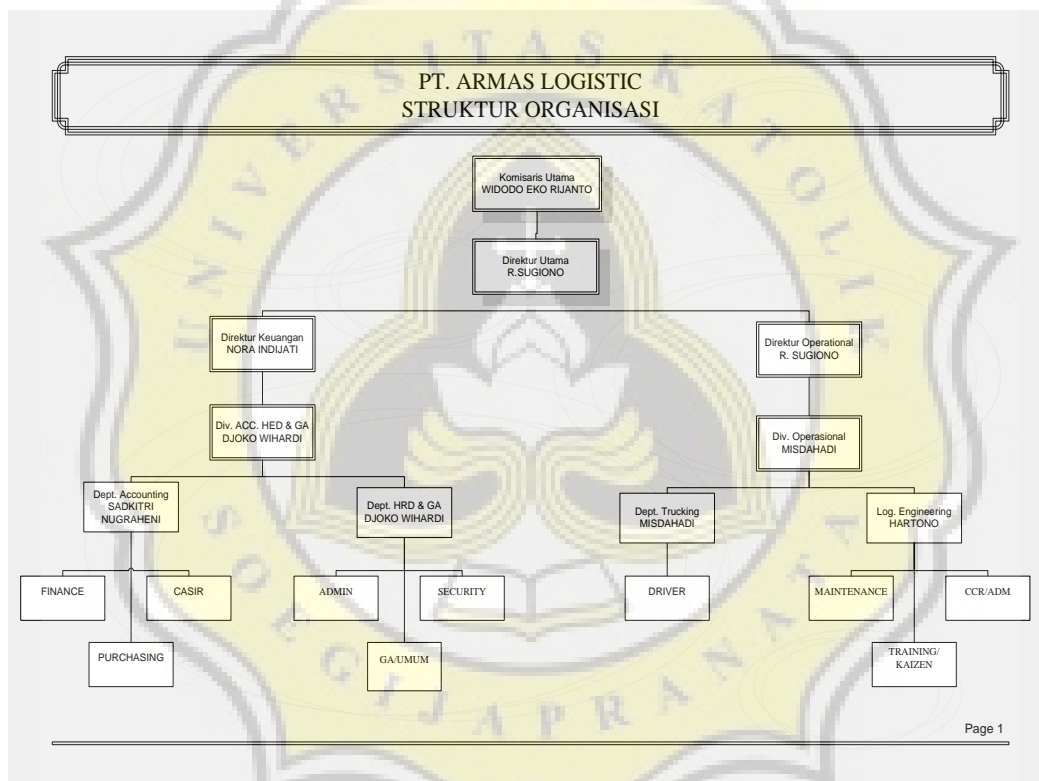 PT. ARMAS LOGISTIC
STRUKTUR ORGANISASI
Komisaris Utama
WIDODO EKO RIJANTO
Direktur Utama
R.SUGIONO
Direktur Keuangan
NORA INDIJATI
Direktur Operational
R. SUGIONO
Div. ACC. HED & GA
DJOKO WIHARDI
Div. Operasional
MISDAHADI
Dept. Accounting
SADKITRI
NUGRAHENI
Dept. HRD & GA
DJOKO WIHARDI
Dept. Trucking
MISDAHADI
Log. Engineering
HARTONO
FINANCE
CASIR
ADMIN
SECURITY
DRIVER
MAINTENANCE
CCR/ADM
PURCHASING
GA/UMUM
TRAINING/
KAIZEN
Page 1
UNIVERSITAS KATOLIK
SOEGIJAPRANATA